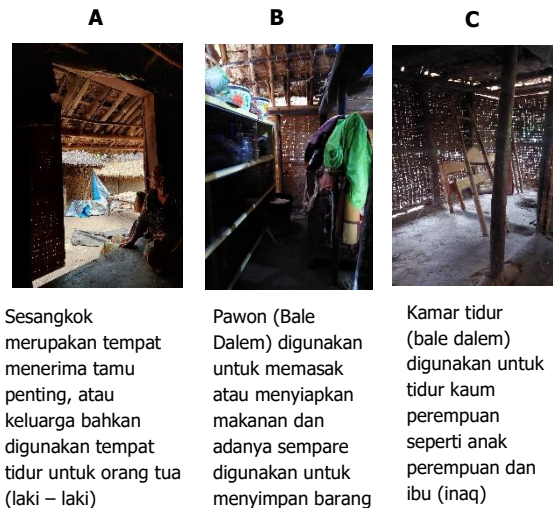 A
B
C
Sesangkok
merupakan tempat
menerima tamu
penting, atau
keluarga bahkan
digunakan tempat
tidur untuk orang tua
(laki – laki)
Pawon (Bale
Dalem) digunakan
untuk memasak
atau menyiapkan
makanan dan
adanya sempare
digunakan untuk
menyimpan barang
Kamar tidur
(bale dalem)
digunakan untuk
tidur kaum
perempuan
seperti anak
perempuan dan
ibu (inaq)